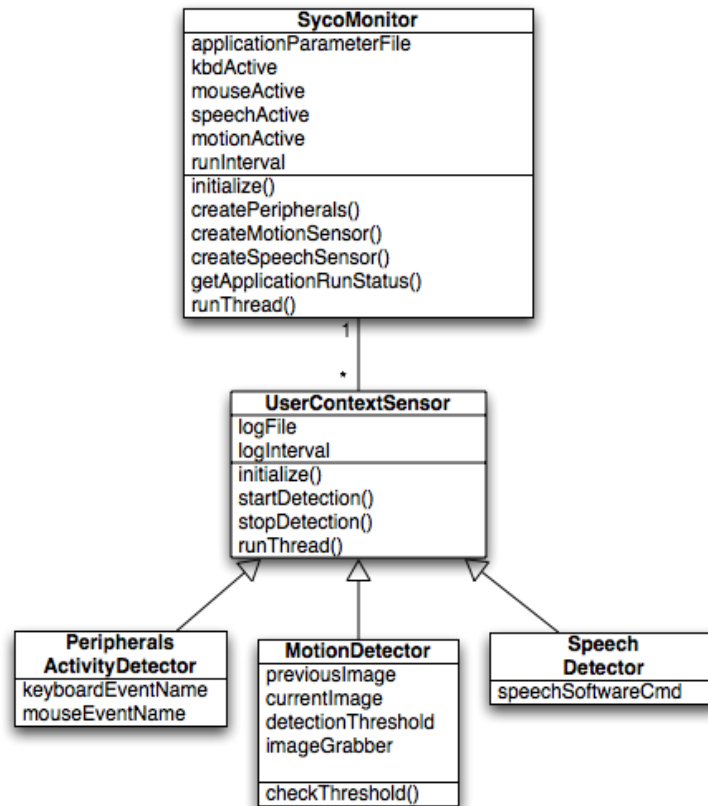 SycoMonitor
applicationParameterFile
kbdActive
mouseActive
speechActive
motionActive
runInterval
initialize()
createPeripherals()
createMotionSensor()
createSpeechSensor()
getApplicationRunStatus()
runThread()
1
*
UserContextSensor
logFile
logInterval
initialize()
startDetection()
stopDetection()
runThread()
Peripherals
ActivityDetector
keyboardEventName
mouseEventName
MotionDetector
previousImage
currentImage
detectionThreshold
imageGrabber
checkThreshold()
Speech
Detector
speechSoftwareCmd